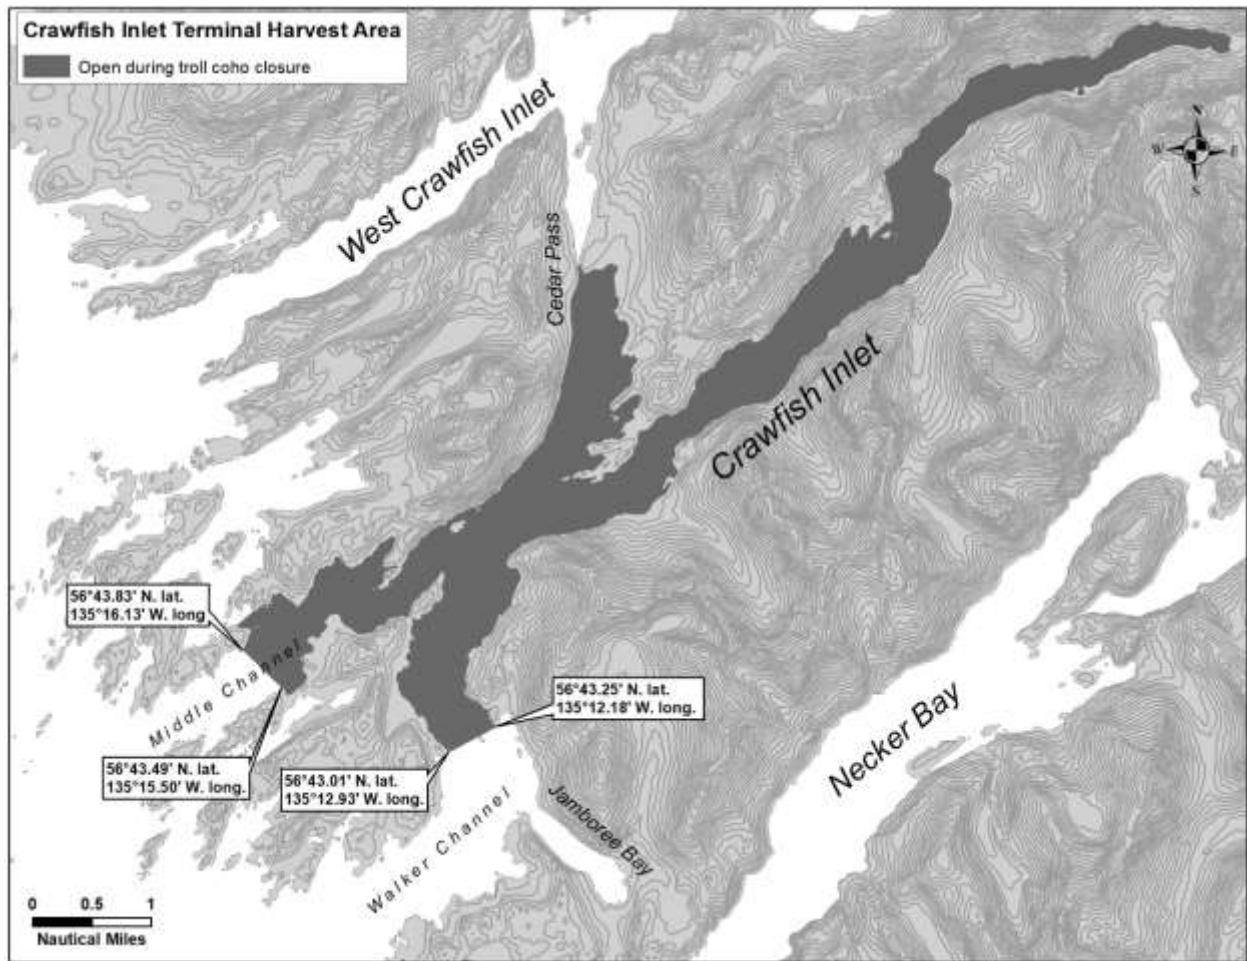 Crawfish Inlet Terminal Harvest Area
Open during troll coho closure
West Crawfish Inlet
N
W E
S
Cedar Pass
Crawfish Inlet
56°43.83' N. lat.
135°16.13' W. long
Middle Channel
56°43.25' N. lat.
135°12.18' W. long.
Necker Bay
56°43.49' N. lat.
135°15.50' W. long.
56°43.01' N. lat.
135°12.93' W. long.
Walker Channel
Jamboree Bay
0 0.5 1
Nautical Miles